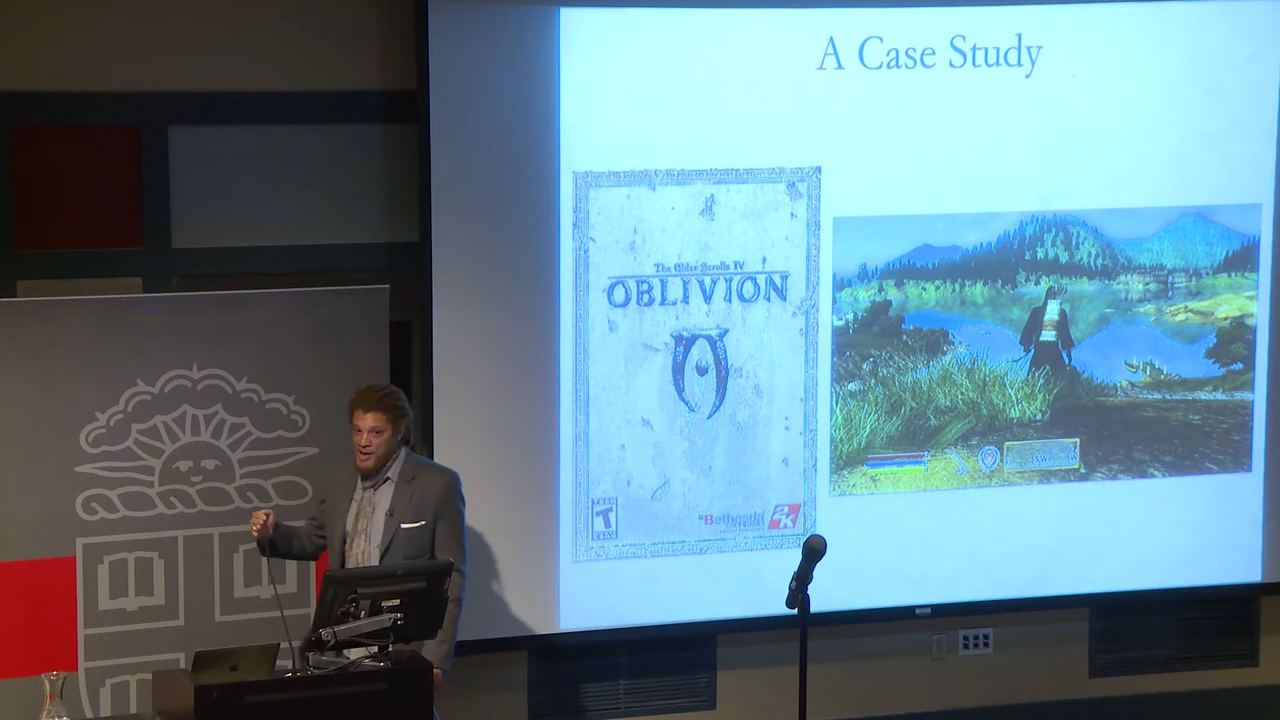 A Case Study
The Elder Scrolls IV
OBLIVION
TEEN
T
Bethesda
2K